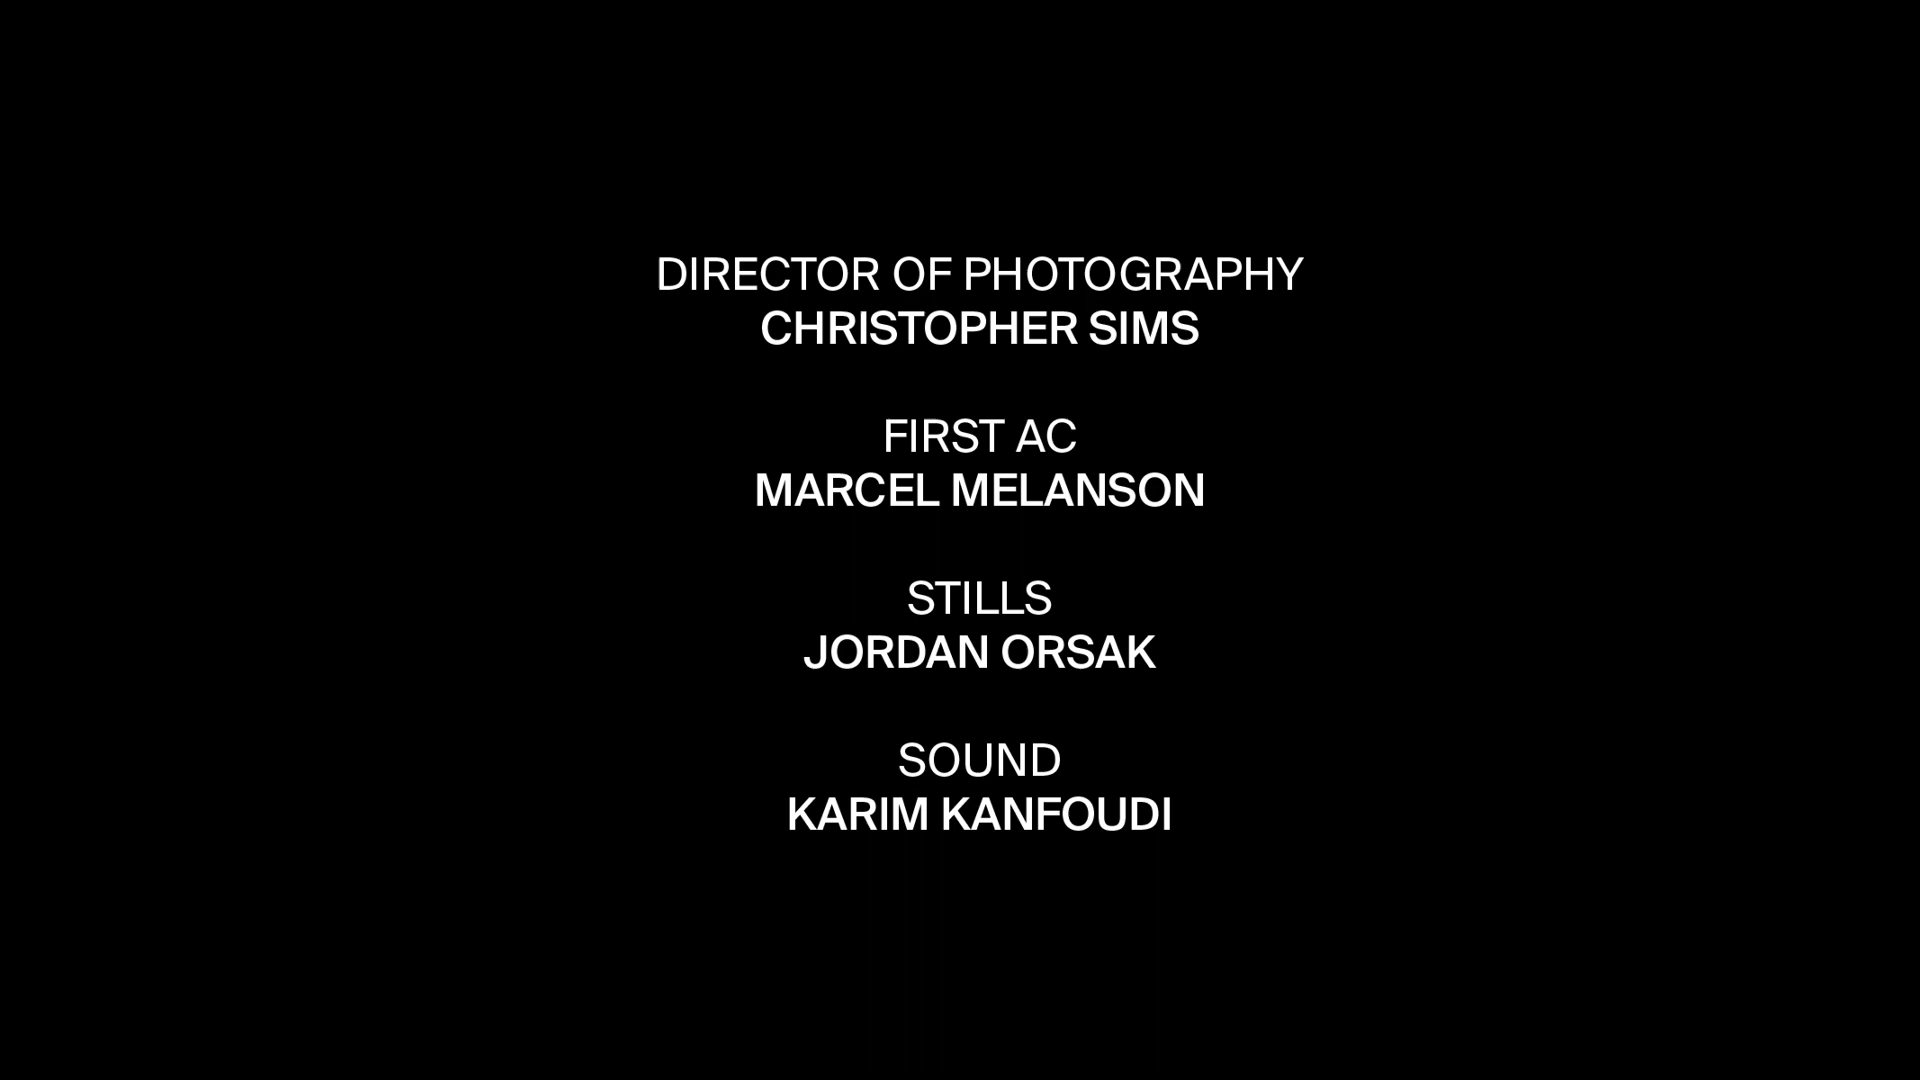 DIRECTOR OF PHOTOGRAPHY
CHRISTOPHER SIMS
FIRST AC
MARCEL MELANSON
STILLS
JORDAN ORSAK
SOUND
KARIM KANFOUDI